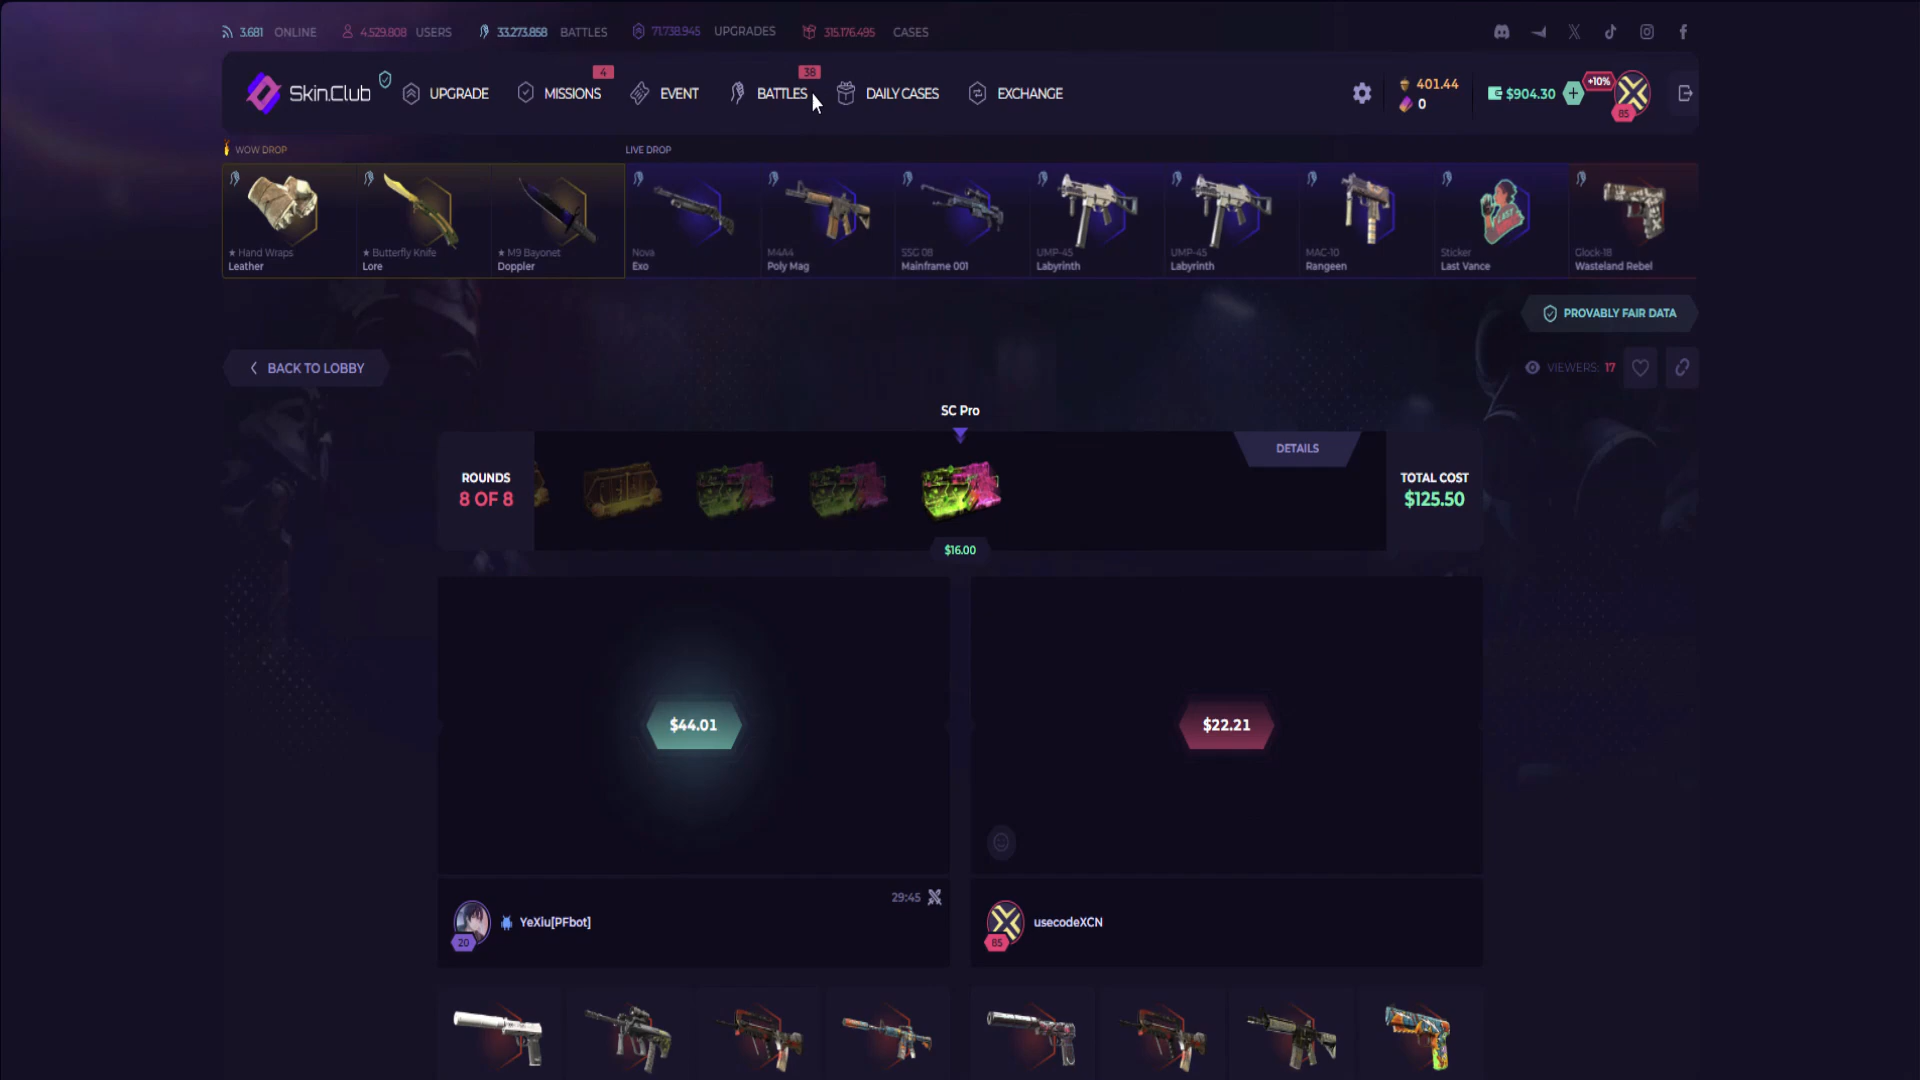 3.681 ONLINE 4.529.808 USERS 33.273.858 BATTLES 71.738.945 UPGRADES 315.176.495 CASES
Skin.Club UPGRADE 4 MISSIONS EVENT 38 BATTLES DAILY CASES EXCHANGE 401.44 0 $904.30 + +10% 85
WOW DROP LIVE DROP
★ Hand Wraps ★ Butterfly Knife ★ M9 Bayonet Nova M4A4 SSG 08 UMP-45 UMP-45 MAC-10 Sticker Glock-18
Leather Lore Doppler Exo Poly Mag Mainframe 001 Labyrinth Labyrinth Rangeen Last Vance Wasteland Rebel
PROVABLY FAIR DATA
BACK TO LOBBY VIEWERS: 17
SC Pro
DETAILS
ROUNDS TOTAL COST
8 OF 8 $125.50
$16.00
$44.01 $22.21
29:45
YeXiu[PFbot] usecodeXCN
20 85